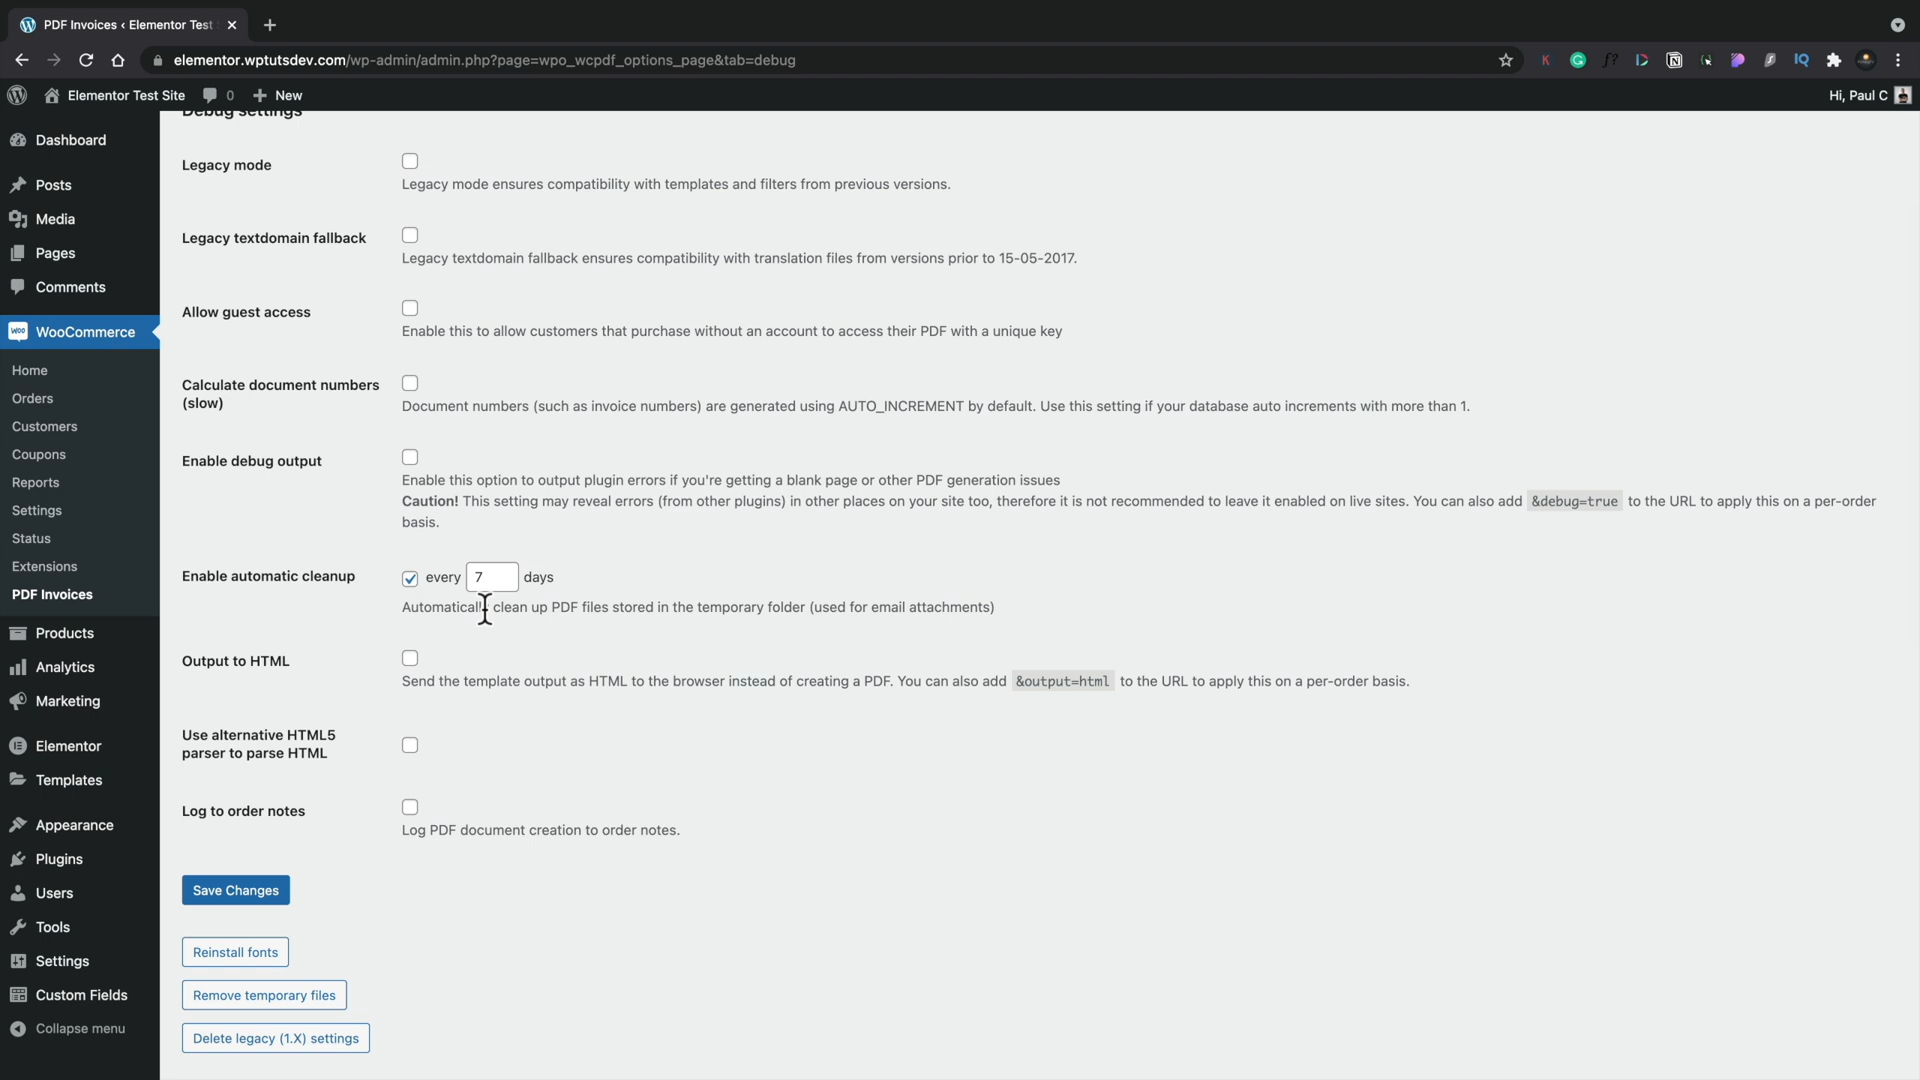 PDF Invoices ‹ Elementor Test
elementor.wptutsdev.com/wp-admin/admin.php?page=wpo_wcpdf_options_page&tab=debug
Elementor Test Site 0 + New
Hi, Paul C
Debug settings
Dashboard
Posts
Media
Pages
Comments
WooCommerce
Home
Orders
Customers
Coupons
Reports
Settings
Status
Extensions
PDF Invoices
Products
Analytics
Marketing
Elementor
Templates
Appearance
Plugins
Users
Tools
Settings
Custom Fields
Collapse menu
Legacy mode
Legacy mode ensures compatibility with templates and filters from previous versions.
Legacy textdomain fallback
Legacy textdomain fallback ensures compatibility with translation files from versions prior to 15-05-2017.
Allow guest access
Enable this to allow customers that purchase without an account to access their PDF with a unique key
Calculate document numbers
(slow)
Document numbers (such as invoice numbers) are generated using AUTO_INCREMENT by default. Use this setting if your database auto increments with more than 1.
Enable debug output
Enable this option to output plugin errors if you're getting a blank page or other PDF generation issues
Caution! This setting may reveal errors (from other plugins) in other places on your site too, therefore it is not recommended to leave it enabled on live sites. You can also add &debug=true to the URL to apply this on a per-order
basis.
Enable automatic cleanup
every 7 days
Automatically clean up PDF files stored in the temporary folder (used for email attachments)
Output to HTML
Send the template output as HTML to the browser instead of creating a PDF. You can also add &output=html to the URL to apply this on a per-order basis.
Use alternative HTML5
parser to parse HTML
Log to order notes
Log PDF document creation to order notes.
Save Changes
Reinstall fonts
Remove temporary files
Delete legacy (1.X) settings